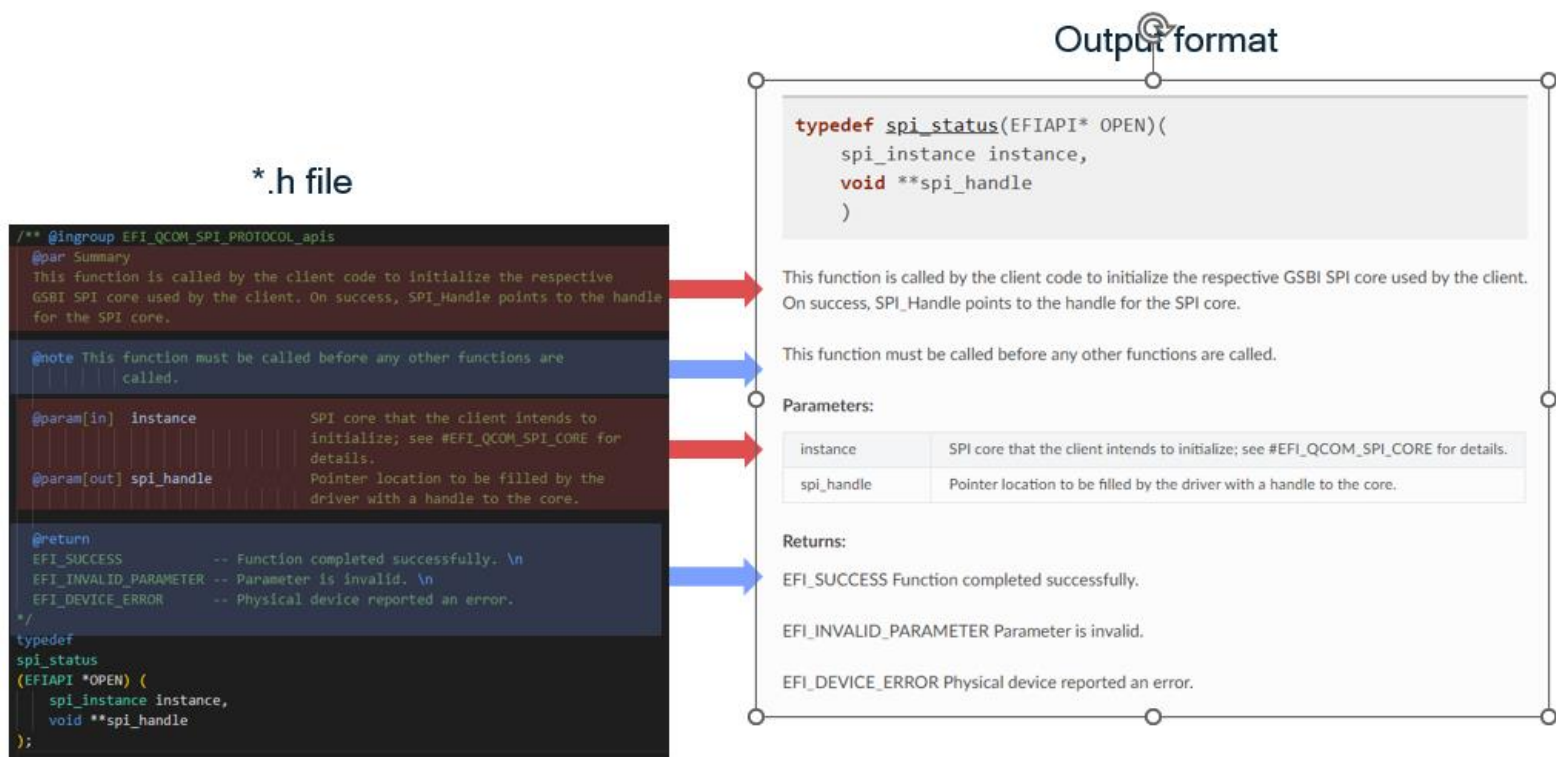 Output format
*.h file
/** @ingroup EFI_QCOM_SPI_PROTOCOL_apis
@par Summary
This function is called by the client code to initialize the respective
GSBI SPI core used by the client. On success, SPI_Handle points to the handle
for the SPI core.
@note This function must be called before any other functions are
called.
@param[in] instance SPI core that the client intends to
initialize; see #EFI_QCOM_SPI_CORE for
details.
@param[out] spi_handle Pointer location to be filled by the
driver with a handle to the core.
@return
EFI_SUCCESS -- Function completed successfully. \n
EFI_INVALID_PARAMETER -- Parameter is invalid. \n
EFI_DEVICE_ERROR -- Physical device reported an error.
*/
typedef
spi_status
(EFIAPI *OPEN) (
spi_instance instance,
void **spi_handle
);
typedef spi_status(EFIAPI* OPEN)(
spi_instance instance,
void **spi_handle
)
This function is called by the client code to initialize the respective GSBI SPI core used by the client.
On success, SPI_Handle points to the handle for the SPI core.
This function must be called before any other functions are called.
Parameters:
instance SPI core that the client intends to initialize; see #EFI_QCOM_SPI_CORE for details.
spi_handle Pointer location to be filled by the driver with a handle to the core.
Returns:
EFI_SUCCESS Function completed successfully.
EFI_INVALID_PARAMETER Parameter is invalid.
EFI_DEVICE_ERROR Physical device reported an error.